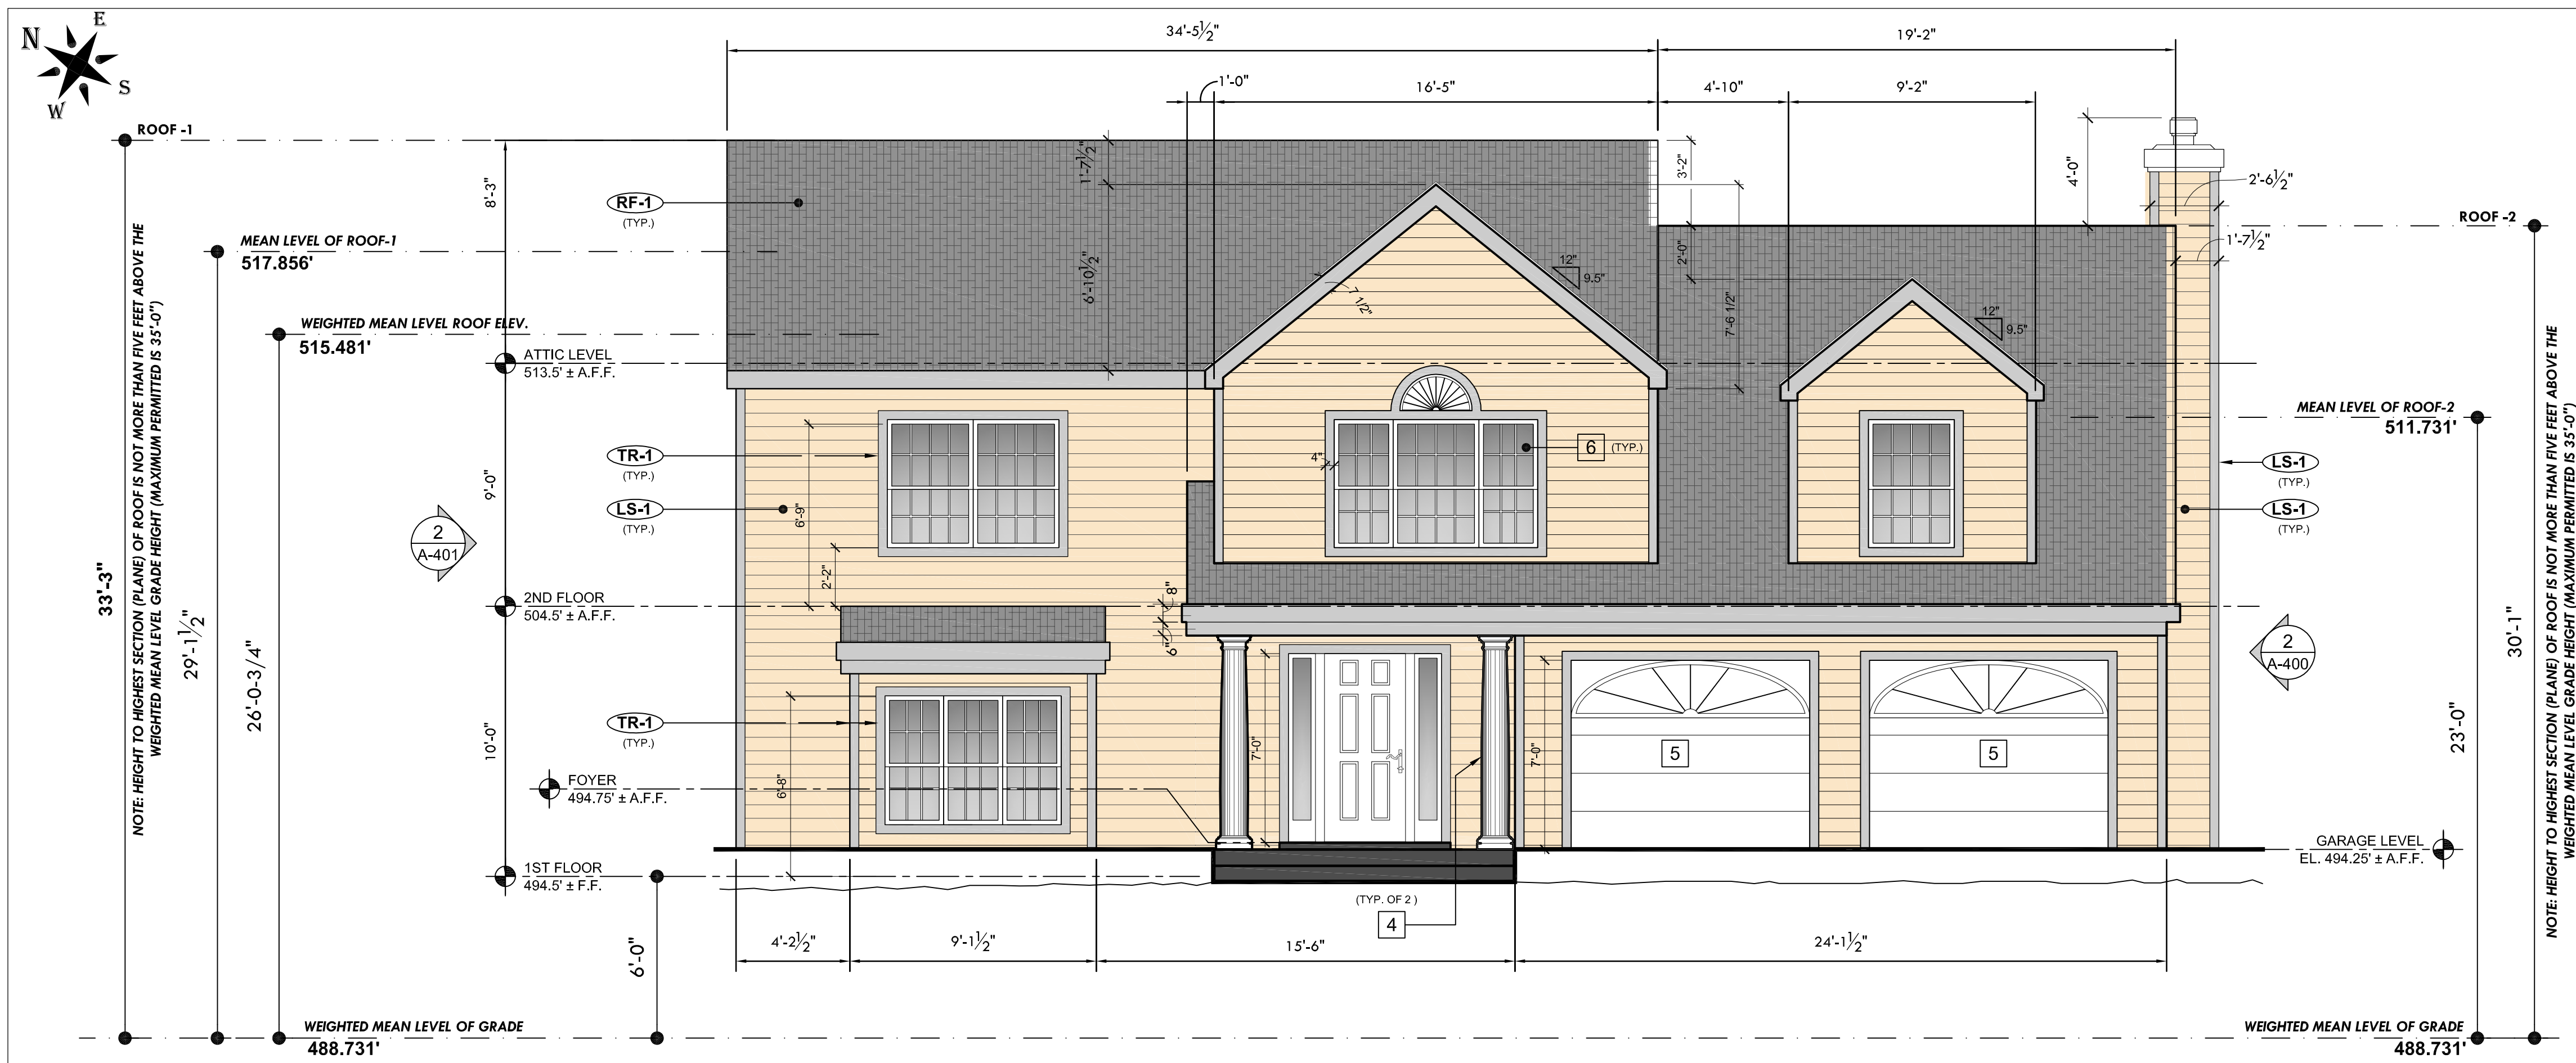 N
E
S
W
34'-5½"
19'-2"
1'-0"
16'-5"
4'-10"
9'-2"
ROOF -1
8'-3"
1'-7½"
3'-2"
4'-0"
2'-6½"
RF-1
(TYP.)
ROOF -2
MEAN LEVEL OF ROOF-1
517.856'
6'-10½"
7 1/2"
12"
9.5"
2'-0"
7'-6 1/2"
12"
9.5"
1'-7½"
WEIGHTED MEAN LEVEL ROOF ELEV.
515.481'
ATTIC LEVEL
513.5' ± A.F.F.
MEAN LEVEL OF ROOF-2
511.731'
TR-1
(TYP.)
4"
6
(TYP.)
LS-1
(TYP.)
9'-0"
LS-1
(TYP.)
6'-9"
LS-1
(TYP.)
2
A-401
2'-2"
8"
6"
2ND FLOOR
504.5' ± A.F.F.
2
A-400
NOTE: HEIGHT TO HIGHEST SECTION (PLANE) OF ROOF IS NOT MORE THAN FIVE FEET ABOVE THE
WEIGHTED MEAN LEVEL GRADE HEIGHT (MAXIMUM PERMITTED IS 35'-0")
33'-3"
29'-1½"
26'-0-3/4"
10'-0"
TR-1
(TYP.)
6'-8"
7'-0"
7'-0"
5
5
23'-0"
30'-1"
NOTE: HEIGHT TO HIGHEST SECTION (PLANE) OF ROOF IS NOT MORE THAN FIVE FEET ABOVE THE
WEIGHTED MEAN LEVEL GRADE HEIGHT (MAXIMUM PERMITTED IS 35'-0")
FOYER
494.75' ± A.F.F.
GARAGE LEVEL
EL. 494.25' ± A.F.F.
1ST FLOOR
494.5' ± F.F.
(TYP. OF 2 )
4
6'-0"
4'-2½"
9'-1½"
15'-6"
24'-1½"
WEIGHTED MEAN LEVEL OF GRADE
488.731'
WEIGHTED MEAN LEVEL OF GRADE
488.731'